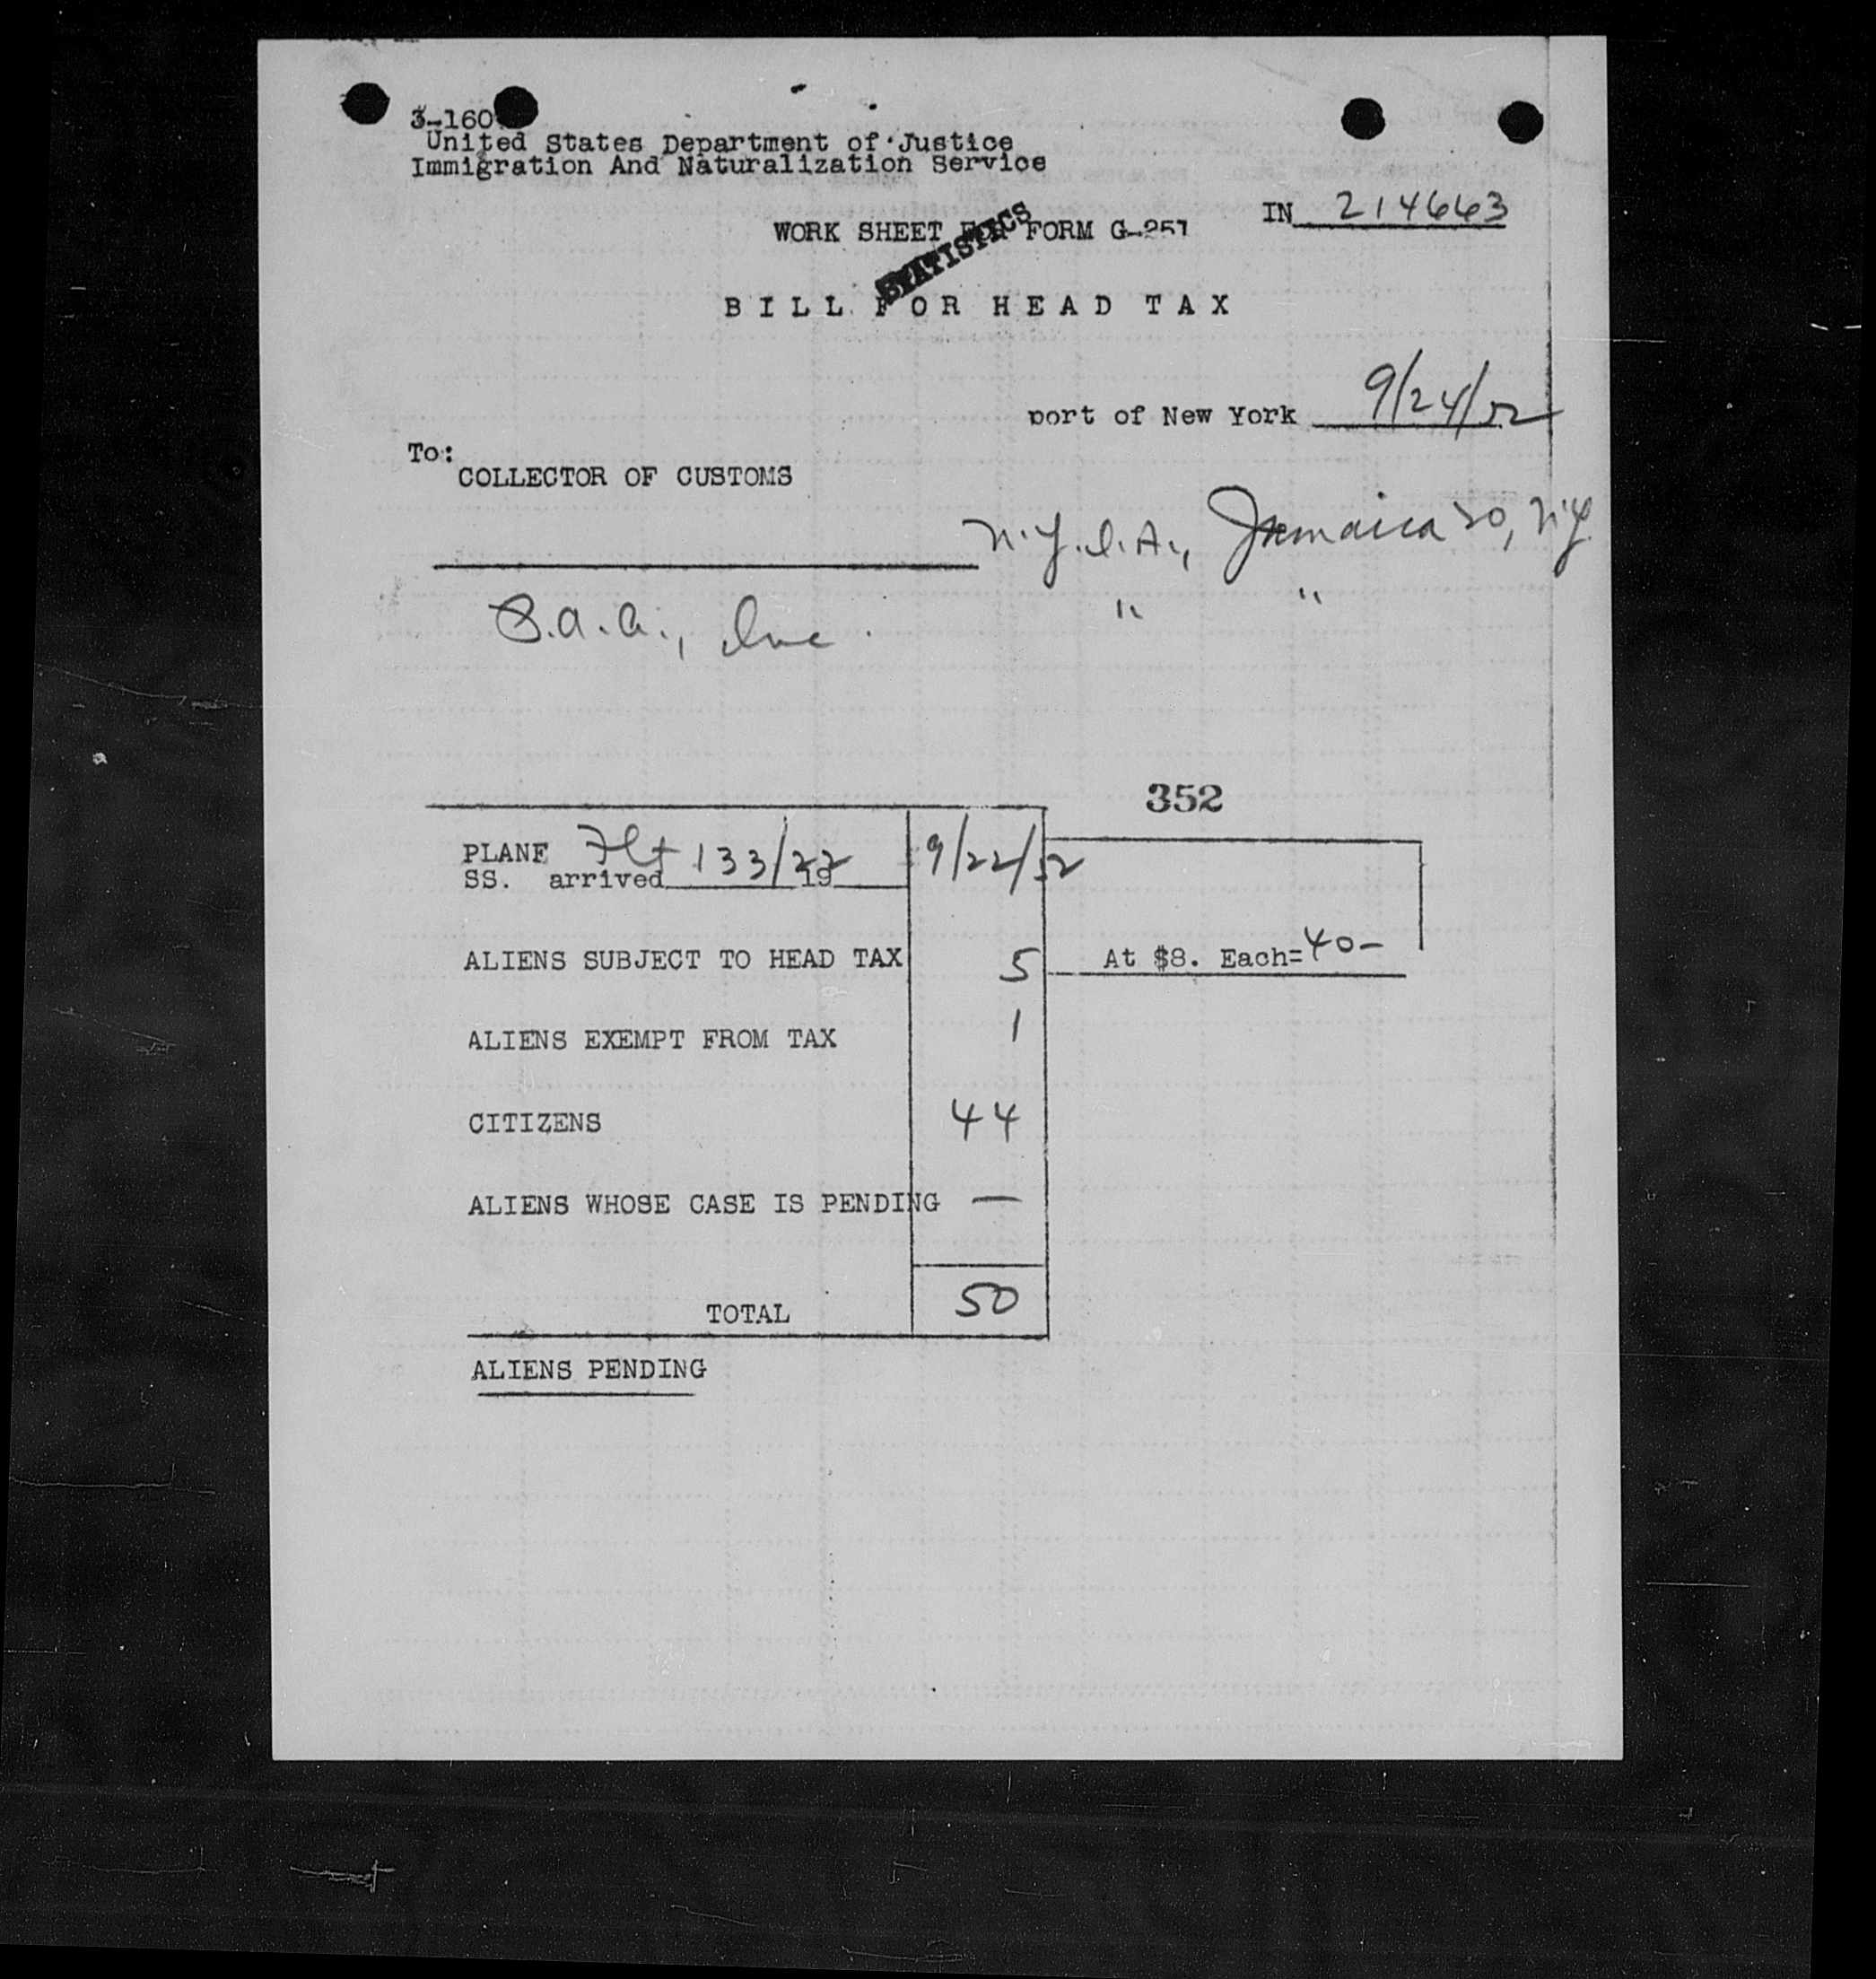 3-160
United States Department of Justice
Immigration And Naturalization Service
IN 214663
WORK SHEET FOR FORM G-251
STATISTICS
BILL FOR HEAD TAX
port of New York 9/24/52
To:
COLLECTOR OF CUSTOMS
N.Y.I.A., Jamaica 30, N.Y.
" "
P.A.A., Inc.
352
PLANE Flt 133/22 9/22/52
SS. arrived 19
ALIENS SUBJECT TO HEAD TAX 5 At $8. Each= 40-
ALIENS EXEMPT FROM TAX 1
CITIZENS 44
ALIENS WHOSE CASE IS PENDING —
TOTAL 50
ALIENS PENDING